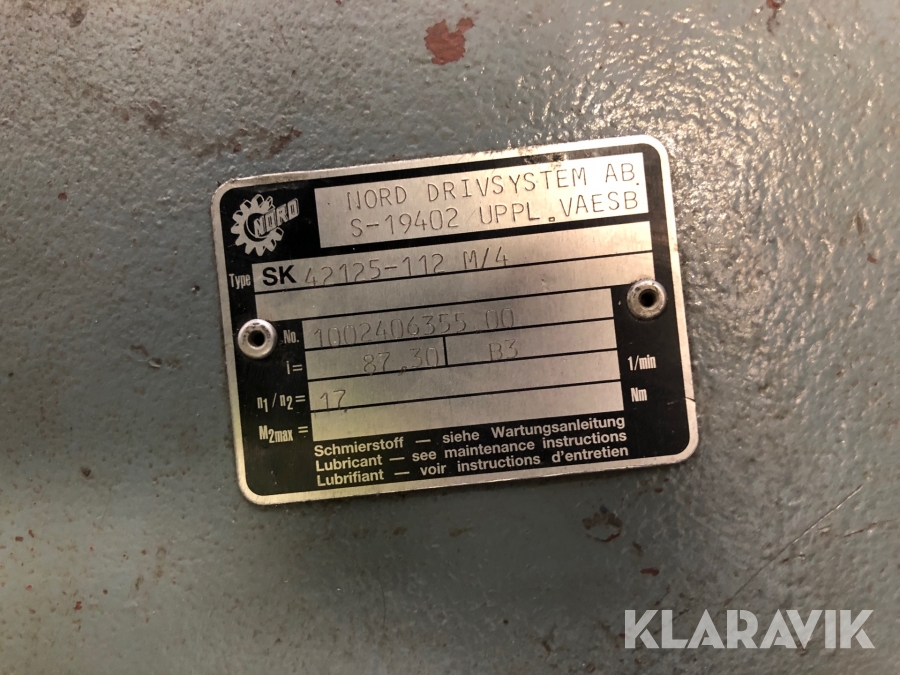 NORD
NORD DRIVSYSTEM AB
S-19402 UPPL.VAESB
Type SK 42125-112 M/4
No. 1002406355 00
i= 87,30 B3
n1/n2= 17 1/min
M2max= Nm
Schmierstoff — siehe Wartungsanleitung
Lubricant — see maintenance instructions
Lubrifiant — voir instructions d'entretien
KLARAVIK